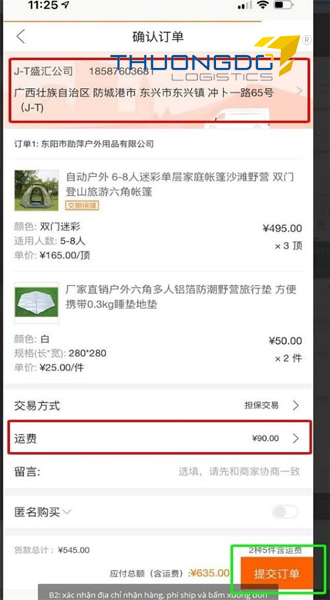 11:25
确认订单
THUONGDO
LOGISTICS
J-T盛汇公司 18587603681
广西壮族自治区 防城港市 东兴市东兴镇 冲卜一路65号
(J-T)
订单1: 东阳市勋萍户外用品有限公司
自动户外 6-8人迷彩单层家庭帐篷沙滩野营 双门
登山旅游六角帐篷
交期保障
颜色: 双门迷彩 ¥495.00
适用人数: 5-8人 × 3 顶
单价: ¥165.00/顶
厂家直销户外六角多人铝箔防潮野营旅行垫 方便
携带0.3kg睡垫地垫
颜色: 白 ¥50.00
规格(长*宽): 280*280 × 2 件
单价: ¥25.00/件
交易方式 担保交易
运费 ¥90.00
留言: 选填，请先和商家协商一致
匿名购买
货款总计: ¥545.00 2种5件含运费
应付总额 (含运费): ¥635.00 提交订单
B2: xác nhận địa chỉ nhận hàng, phí ship và bấm xuống đơn